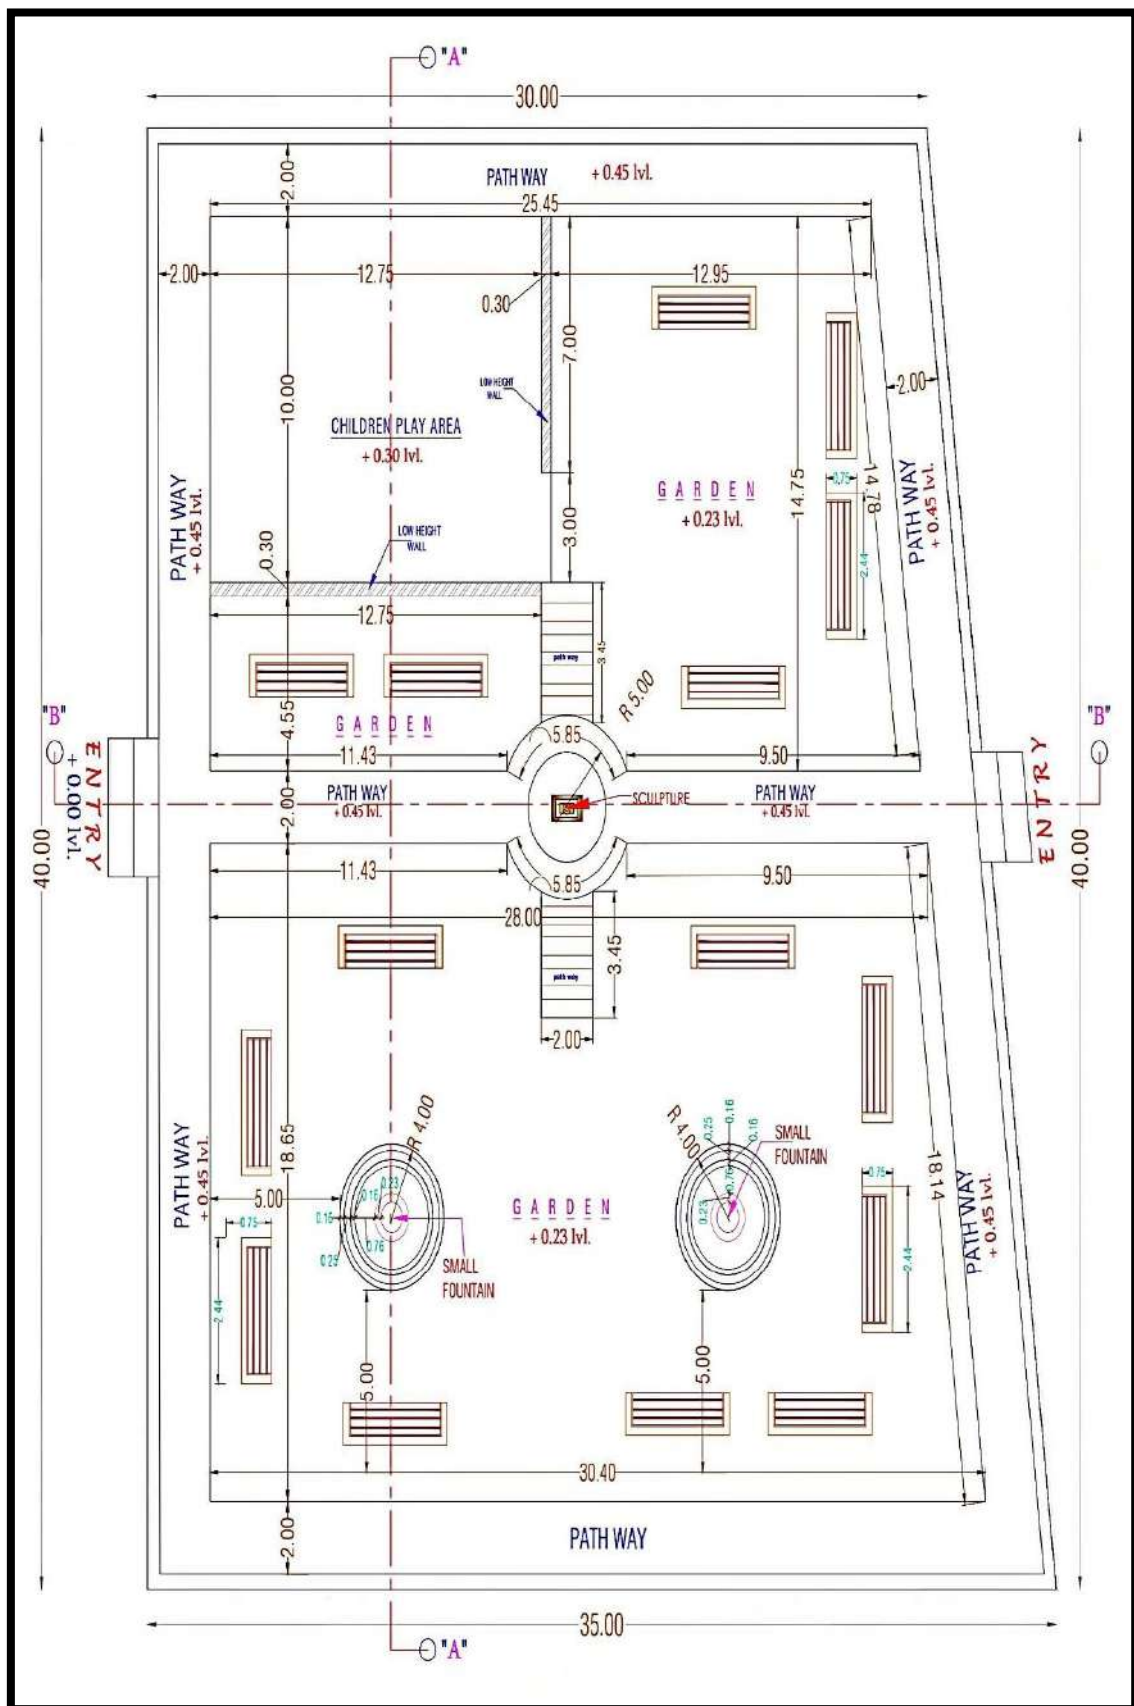 "A"
30.00
PATH WAY
+ 0.45 lvl.
2.00
25.45
2.00
12.75
12.95
0.30
7.00
10.00
LOW HEIGHT
WALL
2.00
CHILDREN PLAY AREA
+ 0.30 lvl.
GARDEN
+ 0.23 lvl.
14.75
14.78
0.75
2.44
PATH WAY
+ 0.45 lvl.
PATH WAY
+ 0.45 lvl.
3.00
LOW HEIGHT
WALL
0.30
12.75
path way
3.45
R 5.00
"B"
"B"
ENTRY
+ 0.00 lvl.
4.55
GARDEN
11.43
5.85
9.50
ENTRY
PATH WAY
+ 0.45 lvl.
SCULPTURE
PATH WAY
+ 0.45 lvl.
2.00
40.00
40.00
11.43
5.85
9.50
28.00
path way
3.45
2.00
18.65
R 4.00
R 4.00
0.25
0.16
0.16
SMALL
FOUNTAIN
18.14
PATH WAY
+ 0.45 lvl.
PATH WAY
+ 0.45 lvl.
5.00
0.75
0.16
0.23
0.16
0.76
0.25
0.76
0.23
0.75
2.44
GARDEN
+ 0.23 lvl.
SMALL
FOUNTAIN
2.44
5.00
5.00
30.40
2.00
PATH WAY
35.00
"A"